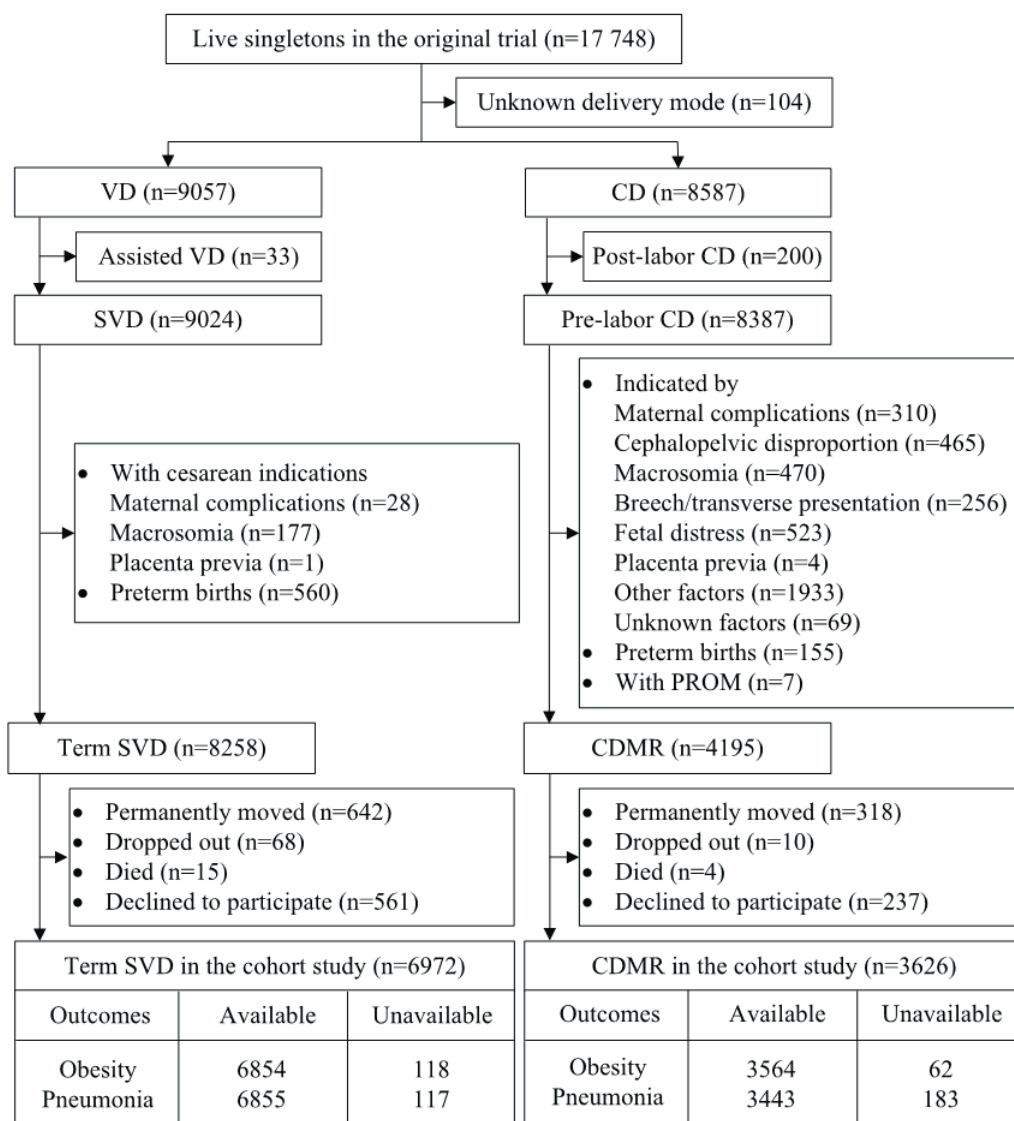 Live singletons in the original trial (n=17 748)
Unknown delivery mode (n=104)
VD (n=9057)
CD (n=8587)
Assisted VD (n=33)
Post-labor CD (n=200)
SVD (n=9024)
Pre-labor CD (n=8387)
• With cesarean indications
Maternal complications (n=28)
Macrosomia (n=177)
Placenta previa (n=1)
• Preterm births (n=560)
• Indicated by
Maternal complications (n=310)
Cephalopelvic disproportion (n=465)
Macrosomia (n=470)
Breech/transverse presentation (n=256)
Fetal distress (n=523)
Placenta previa (n=4)
Other factors (n=1933)
Unknown factors (n=69)
• Preterm births (n=155)
• With PROM (n=7)
Term SVD (n=8258)
CDMR (n=4195)
• Permanently moved (n=642)
• Dropped out (n=68)
• Died (n=15)
• Declined to participate (n=561)
• Permanently moved (n=318)
• Dropped out (n=10)
• Died (n=4)
• Declined to participate (n=237)
Term SVD in the cohort study (n=6972)
Outcomes Available Unavailable
Obesity 6854 118
Pneumonia 6855 117
CDMR in the cohort study (n=3626)
Outcomes Available Unavailable
Obesity 3564 62
Pneumonia 3443 183